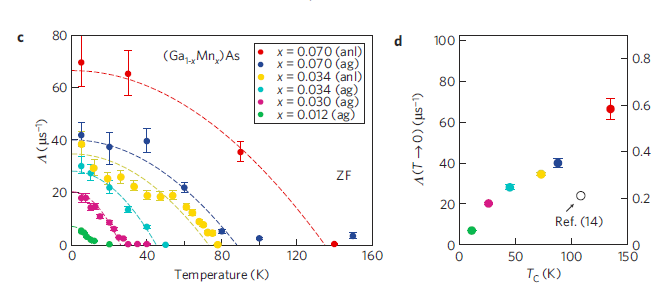 c
80
60
40
20
0
Λ (μs⁻¹)
(Ga₁₋ₓMnₓ)As
x = 0.070 (anl)
x = 0.070 (ag)
x = 0.034 (anl)
x = 0.034 (ag)
x = 0.030 (ag)
x = 0.012 (ag)
ZF
0 40 80 120 160
Temperature (K)
d
100
80
60
40
20
0
Λ(T → 0) (μs⁻¹)
0.8
0.6
0.4
0.2
0
Ref. (14)
0 50 100 150
T_C (K)